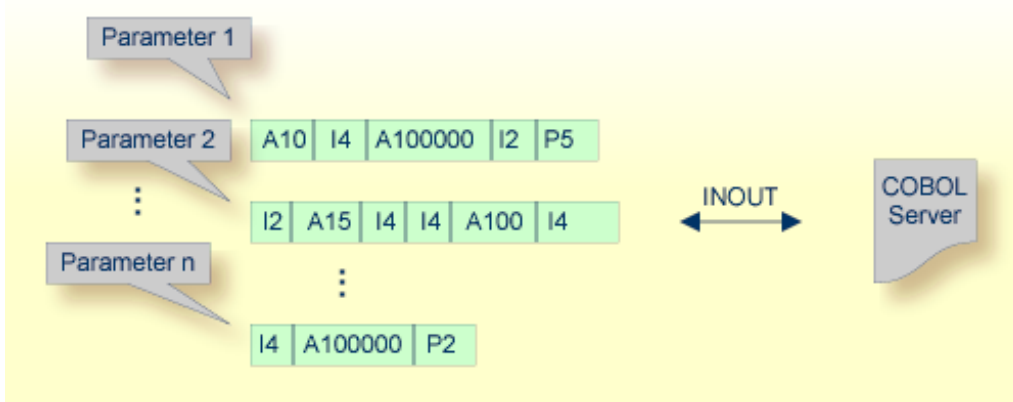 Parameter 1
Parameter 2
A10 I4 A100000 I2 P5
I2 A15 I4 I4 A100 I4
INOUT
COBOL
Server
Parameter n
I4 A100000 P2